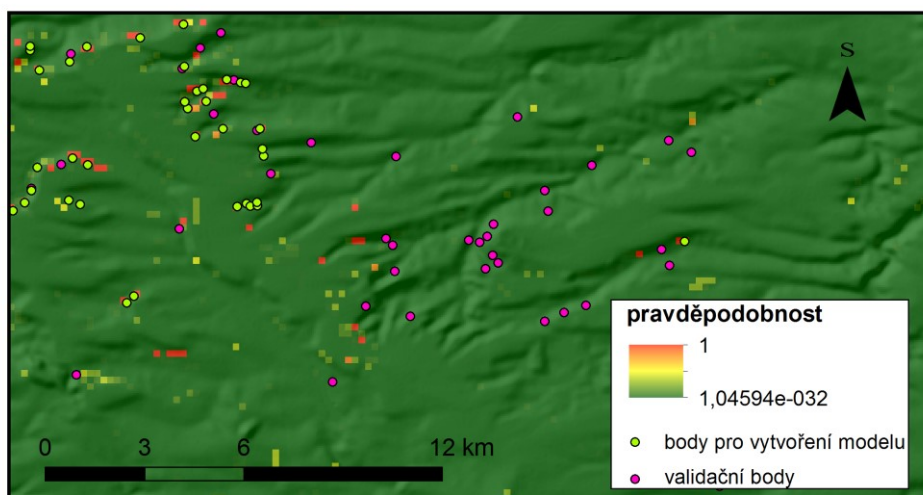 S
pravděpodobnost
1
1,04594e-032
body pro vytvoření modelu
validační body
0 3 6 12 km